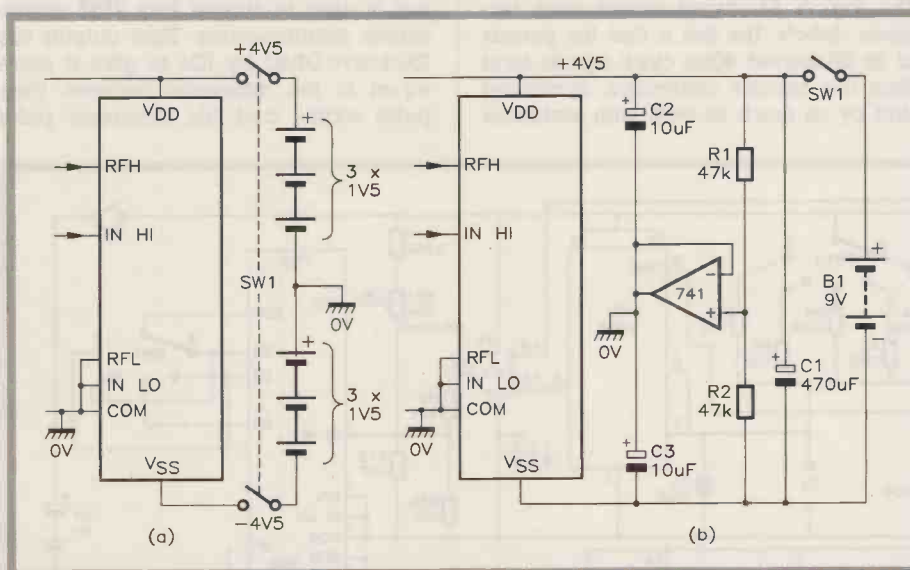 +4V5
VDD
RFH
IN HI
3 x
1V5
SW1
0V
3 x
1V5
RFL
IN LO
COM
0V
VSS
-4V5
(a)
+4V5
SW1
VDD
C2
10uF
R1
47k
RFH
IN HI
-
741
+
B1
9V
0V
C1
470uF
R2
47k
RFL
IN LO
COM
0V
C3
10uF
VSS
(b)